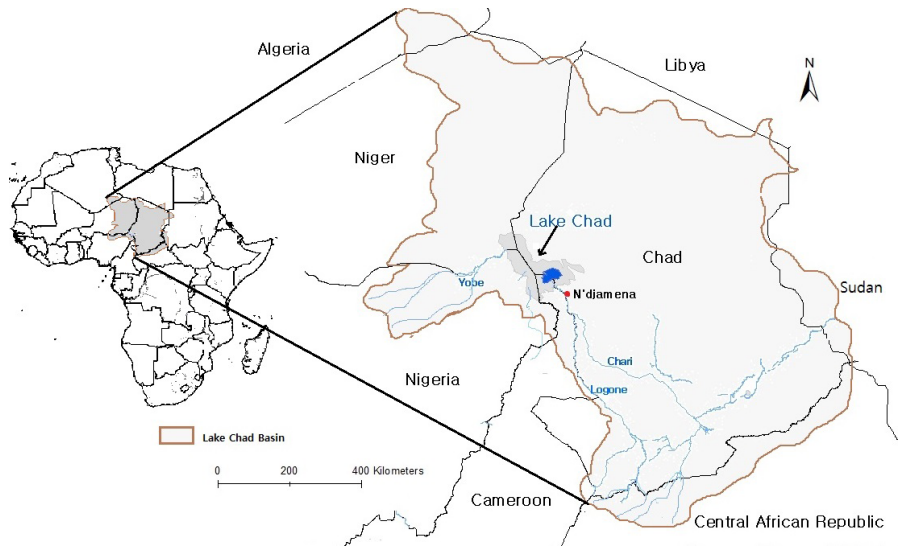 Algeria
Libya
N
Niger
Lake Chad
Chad
Yobe
N'djamena
Sudan
Chari
Nigeria
Logone
Lake Chad Basin
0 200 400 Kilometers
Cameroon
Central African Republic